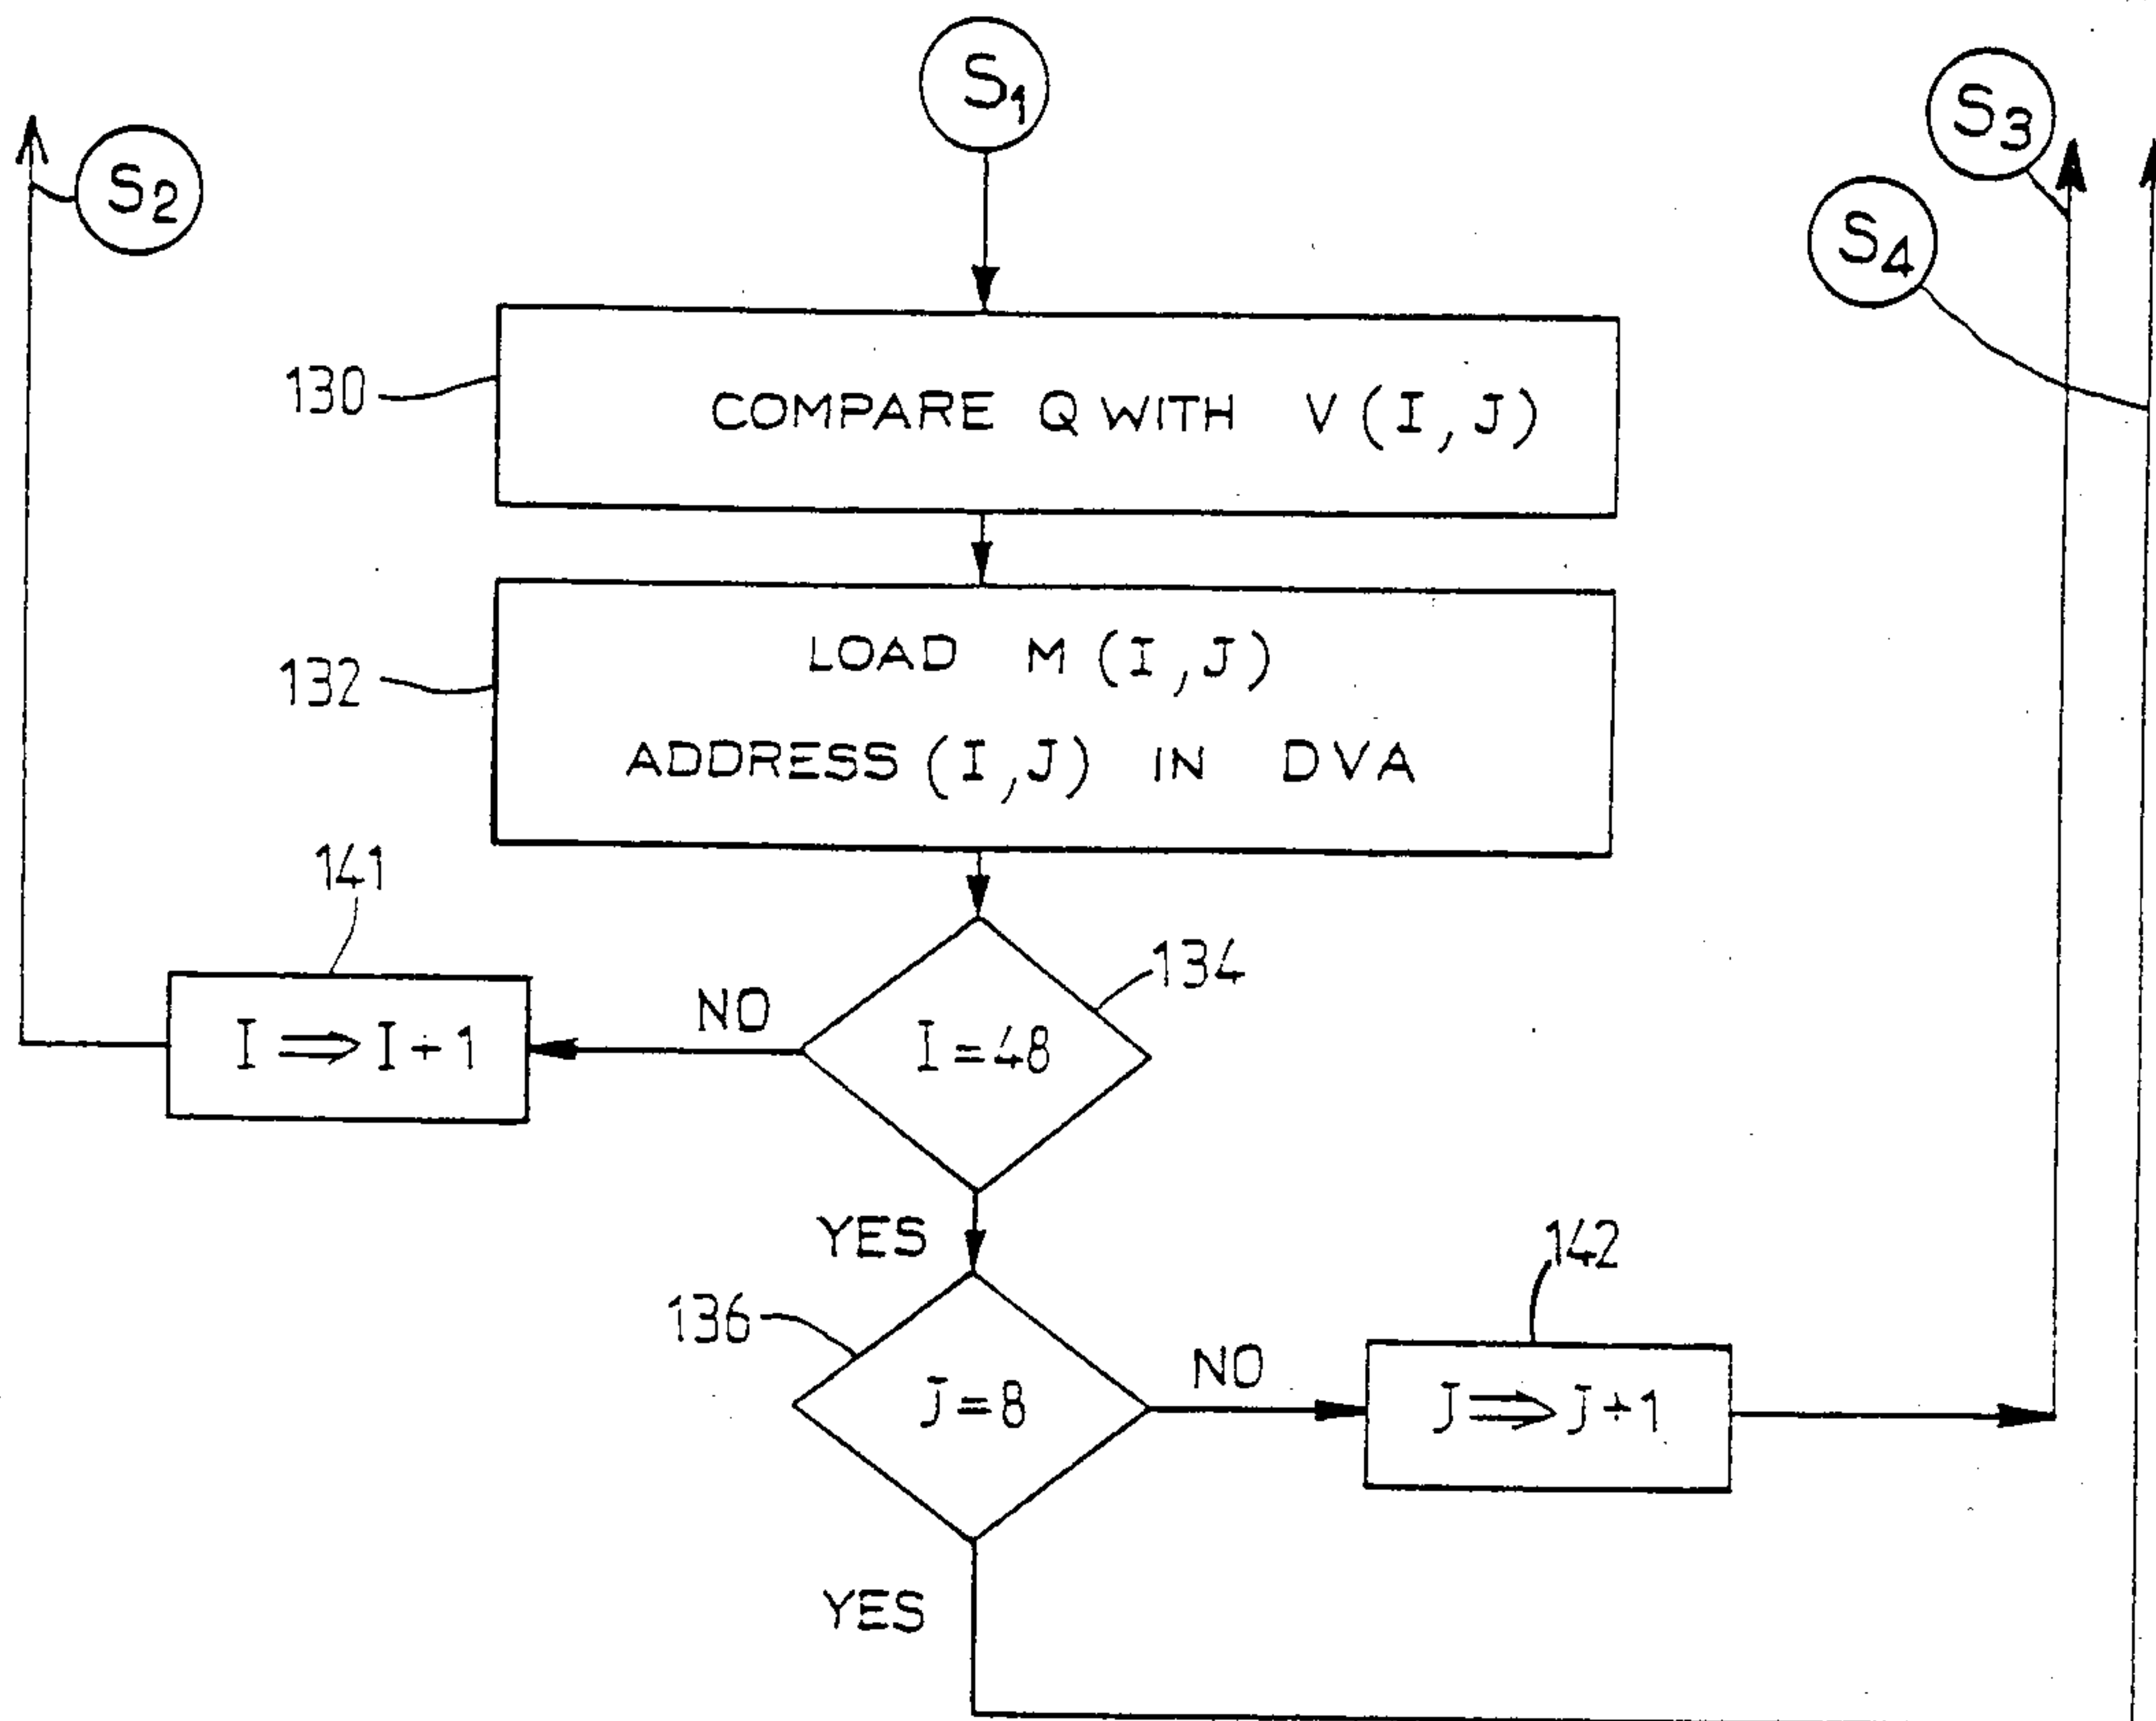 S1
S3
S2
S4
130
COMPARE Q WITH V(I,J)
132
LOAD M(I,J)
ADDRESS(I,J) IN DVA
141
134
NO
I⇒I+1
I=48
YES
142
136
NO
J=8
J⇒J+1
YES